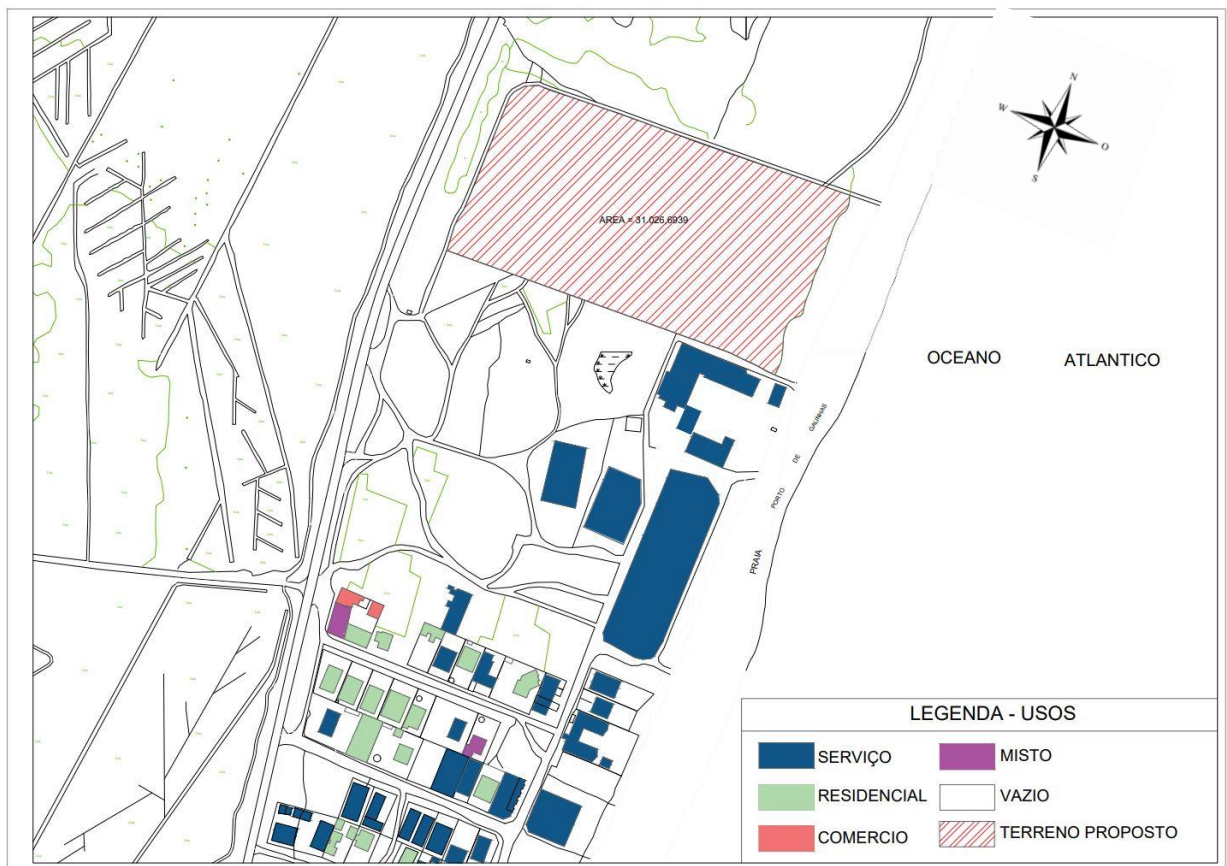 N
W
O
S
AREA = 31.026,6939
OCEANO ATLANTICO
PRAIA PORTO DE GALINHAS
LEGENDA - USOS
SERVIÇO
MISTO
RESIDENCIAL
VAZIO
COMERCIO
TERRENO PROPOSTO